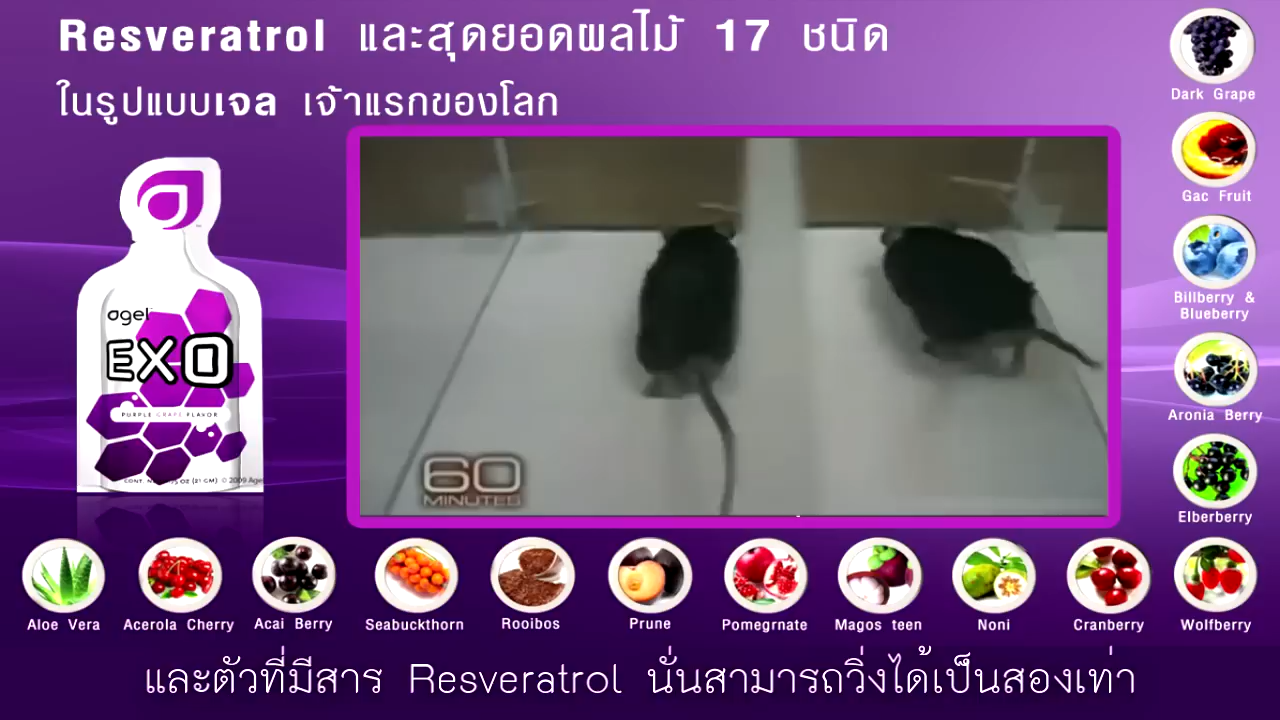 Resveratrol และสุดยอดผลไม้ 17 ชนิด
ในรูปแบบเจล เจ้าแรกของโลก
Dark Grape
Gac Fruit
Billberry &
Blueberry
Aronia Berry
Elberberry
agel
EXO
PURPLE GRAPE FLAVOR
(21 GM) © 2009 Agel
60
MINUTES
Aloe Vera
Acerola Cherry
Acai Berry
Seabuckthorn
Rooibos
Prune
Pomegrnate
Magos teen
Noni
Cranberry
Wolfberry
และตัวที่มีสาร Resveratrol นั่นสามารถวิ่งได้เป็นสองเท่า